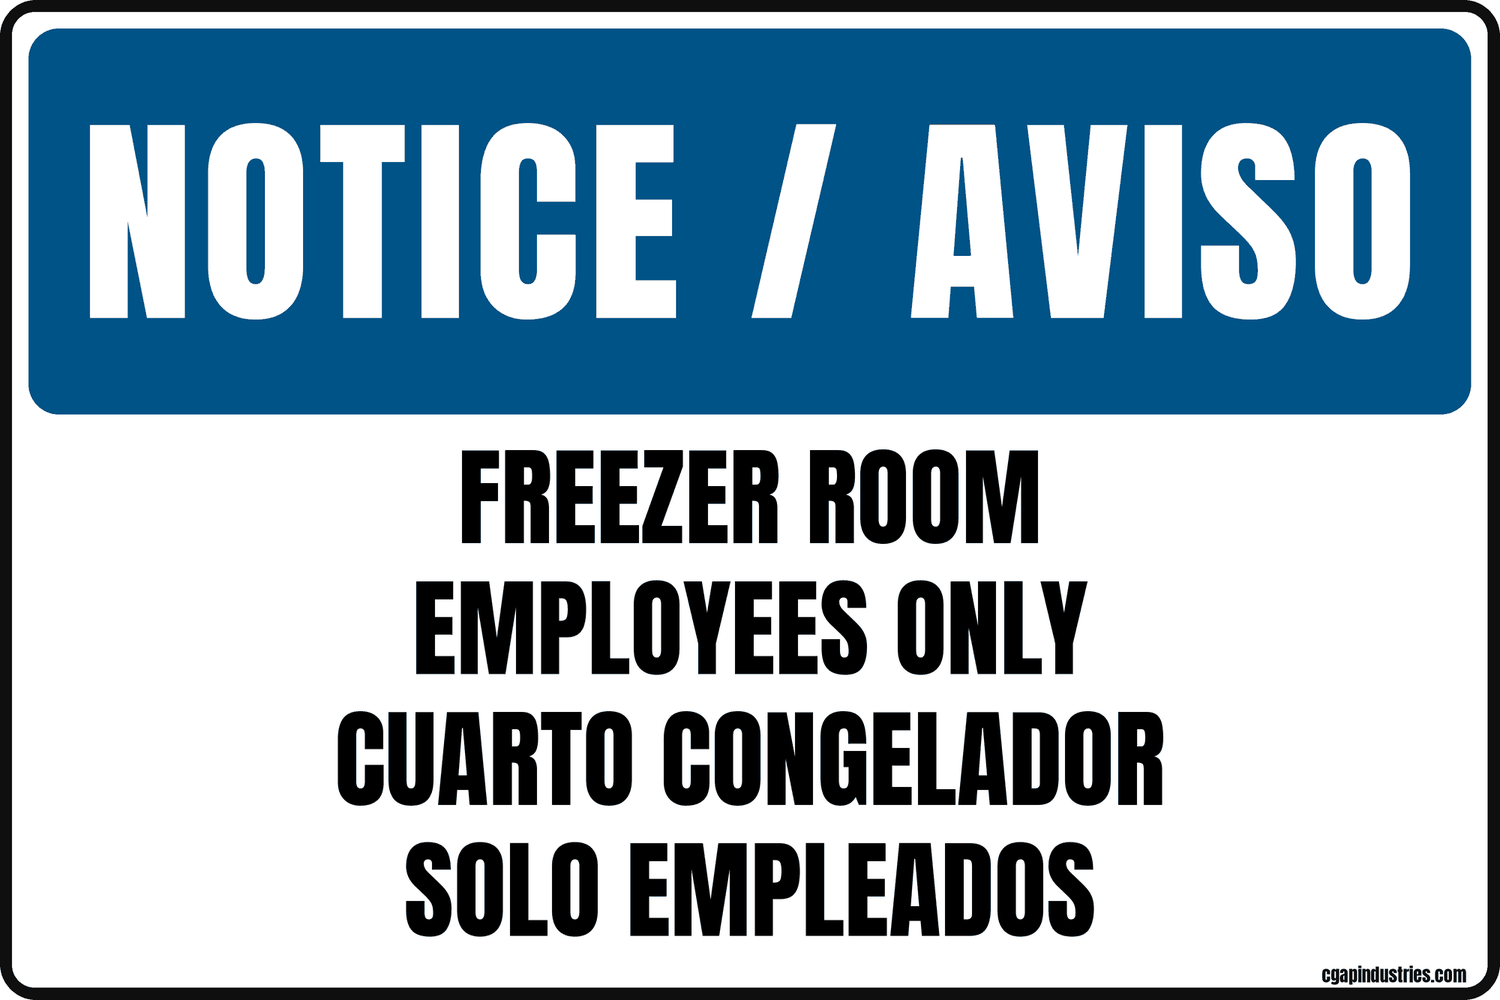 NOTICE / AVISO
FREEZER ROOM
EMPLOYEES ONLY
CUARTO CONGELADOR
SOLO EMPLEADOS
cgapindustries.com